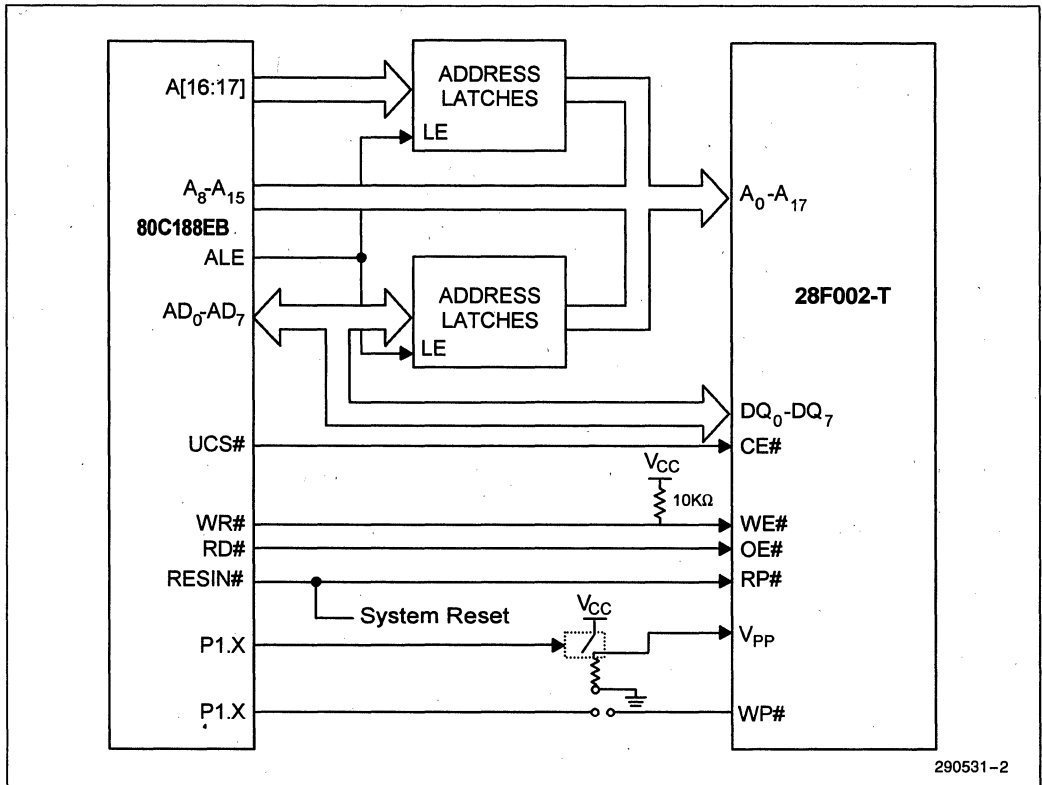 A[16:17]
ADDRESS
LATCHES
LE
A8-A15
80C188EB
ALE
AD0-AD7
ADDRESS
LATCHES
LE
A0-A17
28F002-T
DQ0-DQ7
UCS#
CE#
VCC
10KΩ
WR#
WE#
RD#
OE#
RESIN#
RP#
System Reset
VCC
P1.X
VPP
P1.X
WP#
290531-2